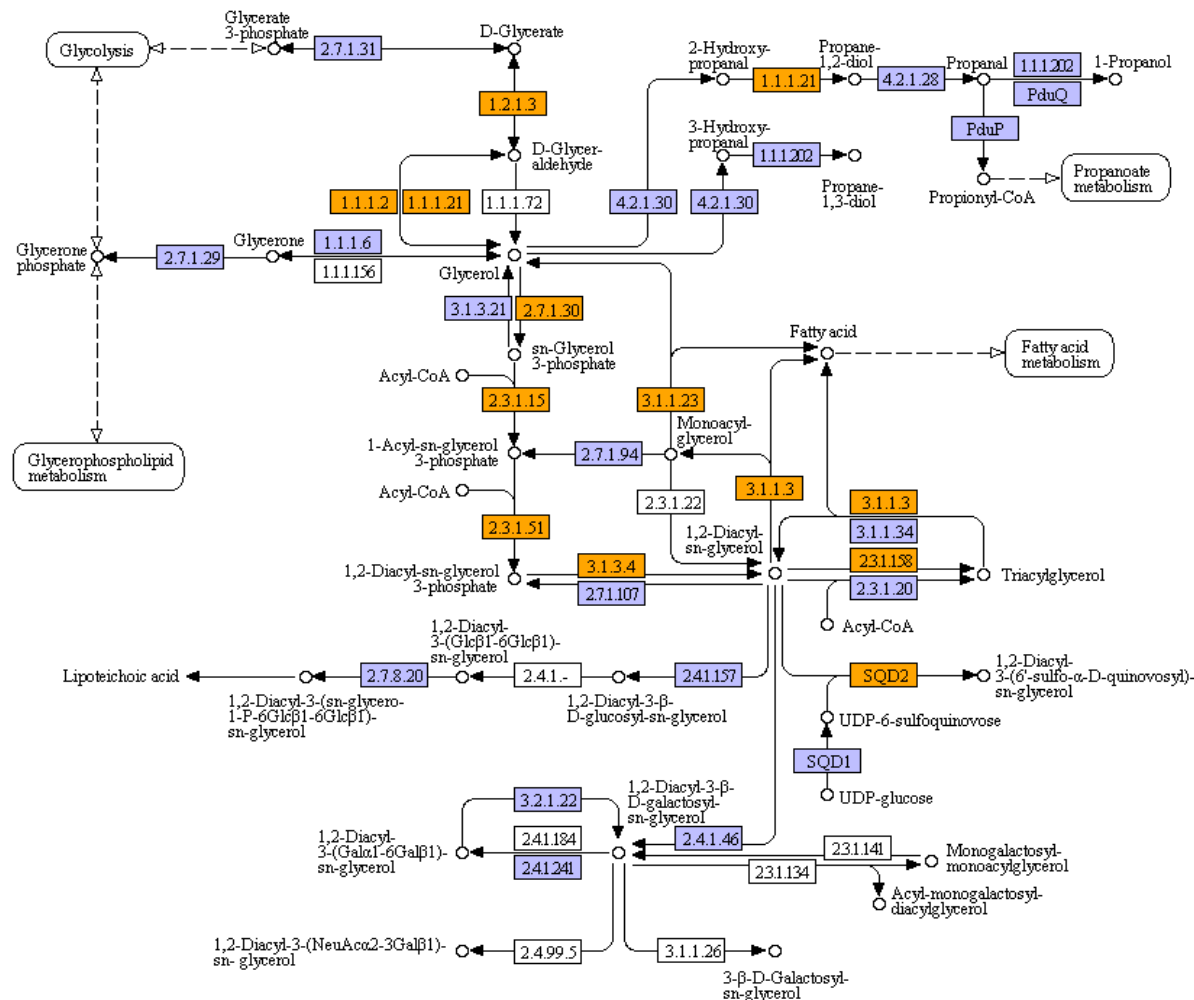 Glycerate
3-phosphate
D-Glycerate
Glycolysis
2.7.1.31
2-Hydroxy-
propanal
Propane-
1,2-diol
Propanal
1.1.1.202
1-Propanol
1.1.1.21
4.2.1.28
PduQ
1.2.1.3
PduP
3-Hydroxy-
propanal
1.1.1.202
D-Glycer-
aldehyde
Propane-
1,3-diol
Propionyl-CoA
Propanoate
metabolism
1.1.1.2
1.1.1.21
1.1.1.72
4.2.1.30
4.2.1.30
Glycerone
phosphate
2.7.1.29
Glycerone
1.1.1.6
1.1.1.156
Glycerol
3.1.3.21
2.7.1.30
Fatty acid
Fatty acid
metabolism
sn-Glycerol
3-phosphate
Acyl-CoA
2.3.1.15
3.1.1.23
Monoacyl-
glycerol
1-Acyl-sn-glycerol
3-phosphate
2.7.1.94
Glycerophospholipid
metabolism
Acyl-CoA
2.3.1.22
3.1.1.3
3.1.1.3
2.3.1.51
1,2-Diacyl-
sn-glycerol
3.1.1.34
1,2-Diacyl-sn-glycerol
3-phosphate
3.1.3.4
2.7.1.107
2.3.1.158
2.3.1.20
Triacylglycerol
Acyl-CoA
1,2-Diacyl-
3-(Glcβ1-6Glcβ1)-
sn-glycerol
Lipoteichoic acid
2.7.8.20
2.4.1.-
2.4.1.157
SQD2
1,2-Diacyl-
3-(6'-sulfo-α-D-quinovosyl)-
sn-glycerol
1,2-Diacyl-3-(sn-glycero-
1-P-6Glcβ1-6Glcβ1)-
sn-glycerol
1,2-Diacyl-3-β-
D-glucosyl-sn-glycerol
UDP-6-sulfoquinovose
SQD1
UDP-glucose
3.2.1.22
1,2-Diacyl-3-β-
D-galactosyl-
sn-glycerol
1,2-Diacyl-
3-(Galα1-6Galβ1)-
sn-glycerol
2.4.1.184
2.4.1.241
2.4.1.46
2.3.1.141
2.3.1.134
Monogalactosyl-
monoacylglycerol
Acyl-monogalactosyl-
diacylglycerol
1,2-Diacyl-3-(NeuAcα2-3Galβ1)-
sn- glycerol
2.4.99.5
3.1.1.26
3-β-D-Galactosyl-
sn-glycerol